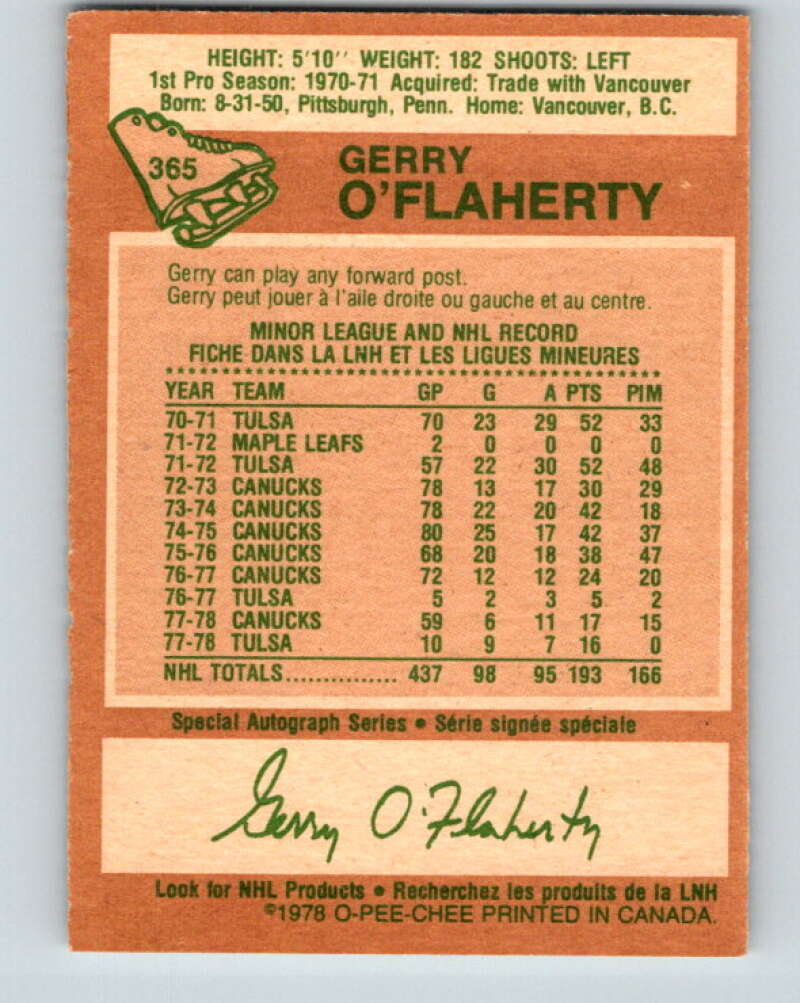 HEIGHT: 5'10'' WEIGHT: 182 SHOOTS: LEFT
1st Pro Season: 1970-71 Acquired: Trade with Vancouver
Born: 8-31-50, Pittsburgh, Penn. Home: Vancouver, B.C.
365
GERRY
O'FLAHERTY
Gerry can play any forward post.
Gerry peut jouer à l'aile droite ou gauche et au centre.
MINOR LEAGUE AND NHL RECORD
FICHE DANS LA LNH ET LES LIGUES MINEURES
YEAR TEAM GP G A PTS PIM
70-71 TULSA 70 23 29 52 33
71-72 MAPLE LEAFS 2 0 0 0 0
71-72 TULSA 57 22 30 52 48
72-73 CANUCKS 78 13 17 30 29
73-74 CANUCKS 78 22 20 42 18
74-75 CANUCKS 80 25 17 42 37
75-76 CANUCKS 68 20 18 38 47
76-77 CANUCKS 72 12 12 24 20
76-77 TULSA 5 2 3 5 2
77-78 CANUCKS 59 6 11 17 15
77-78 TULSA 10 9 7 16 0
NHL TOTALS............... 437 98 95 193 166
Special Autograph Series • Série signée spéciale
Gerry O'Flaherty
Look for NHL Products • Recherchez les produits de la LNH
©1978 O-PEE-CHEE PRINTED IN CANADA.